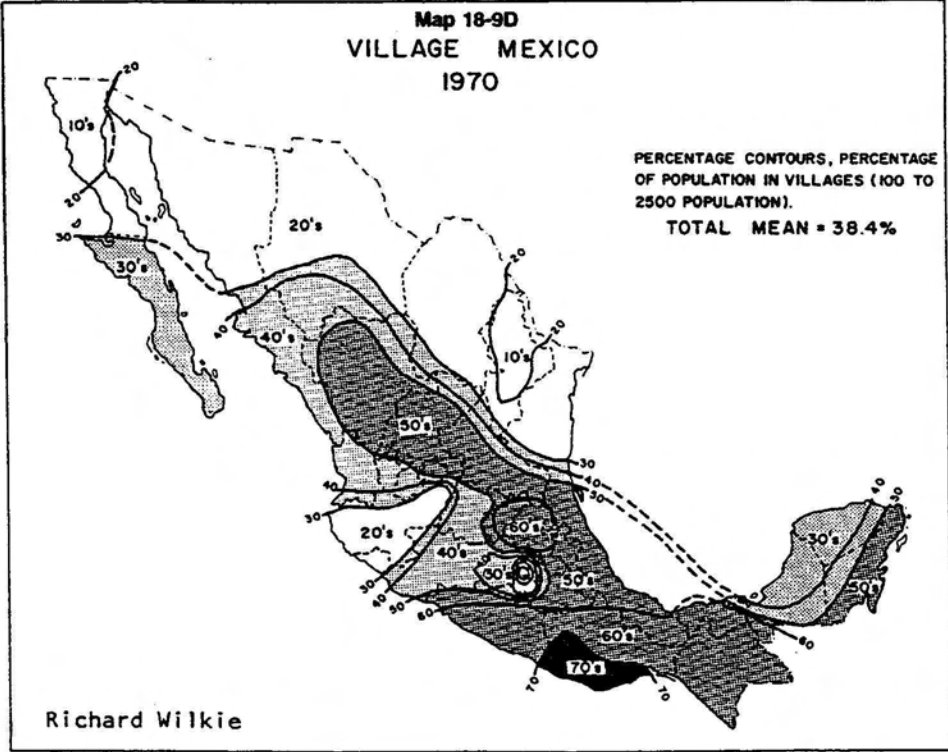 Map 18-9D
VILLAGE MEXICO
1970
PERCENTAGE CONTOURS, PERCENTAGE
OF POPULATION IN VILLAGES (100 TO
2500 POPULATION).
TOTAL MEAN = 38.4%
20
10's
20
30
30's
20's
40
40's
20
20
10's
50's
30
40
50
40
30
20's
60's
40's
30's
50's
30
40
50
60
60's
70's
70
70
40
50
30's
50's
60
Richard Wilkie